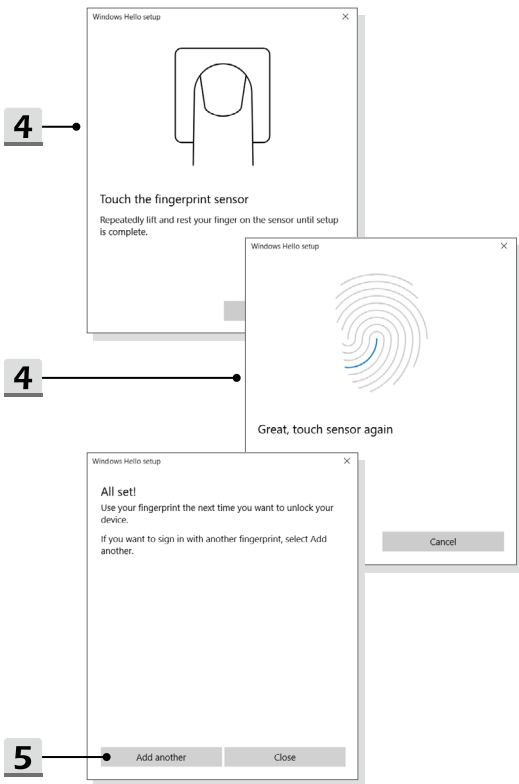 Windows Hello setup
4
Touch the fingerprint sensor
Repeatedly lift and rest your finger on the sensor until setup
is complete.
Windows Hello setup
4
Great, touch sensor again
Cancel
Windows Hello setup
All set!
Use your fingerprint the next time you want to unlock your
device.
If you want to sign in with another fingerprint, select Add
another.
5
Add another
Close